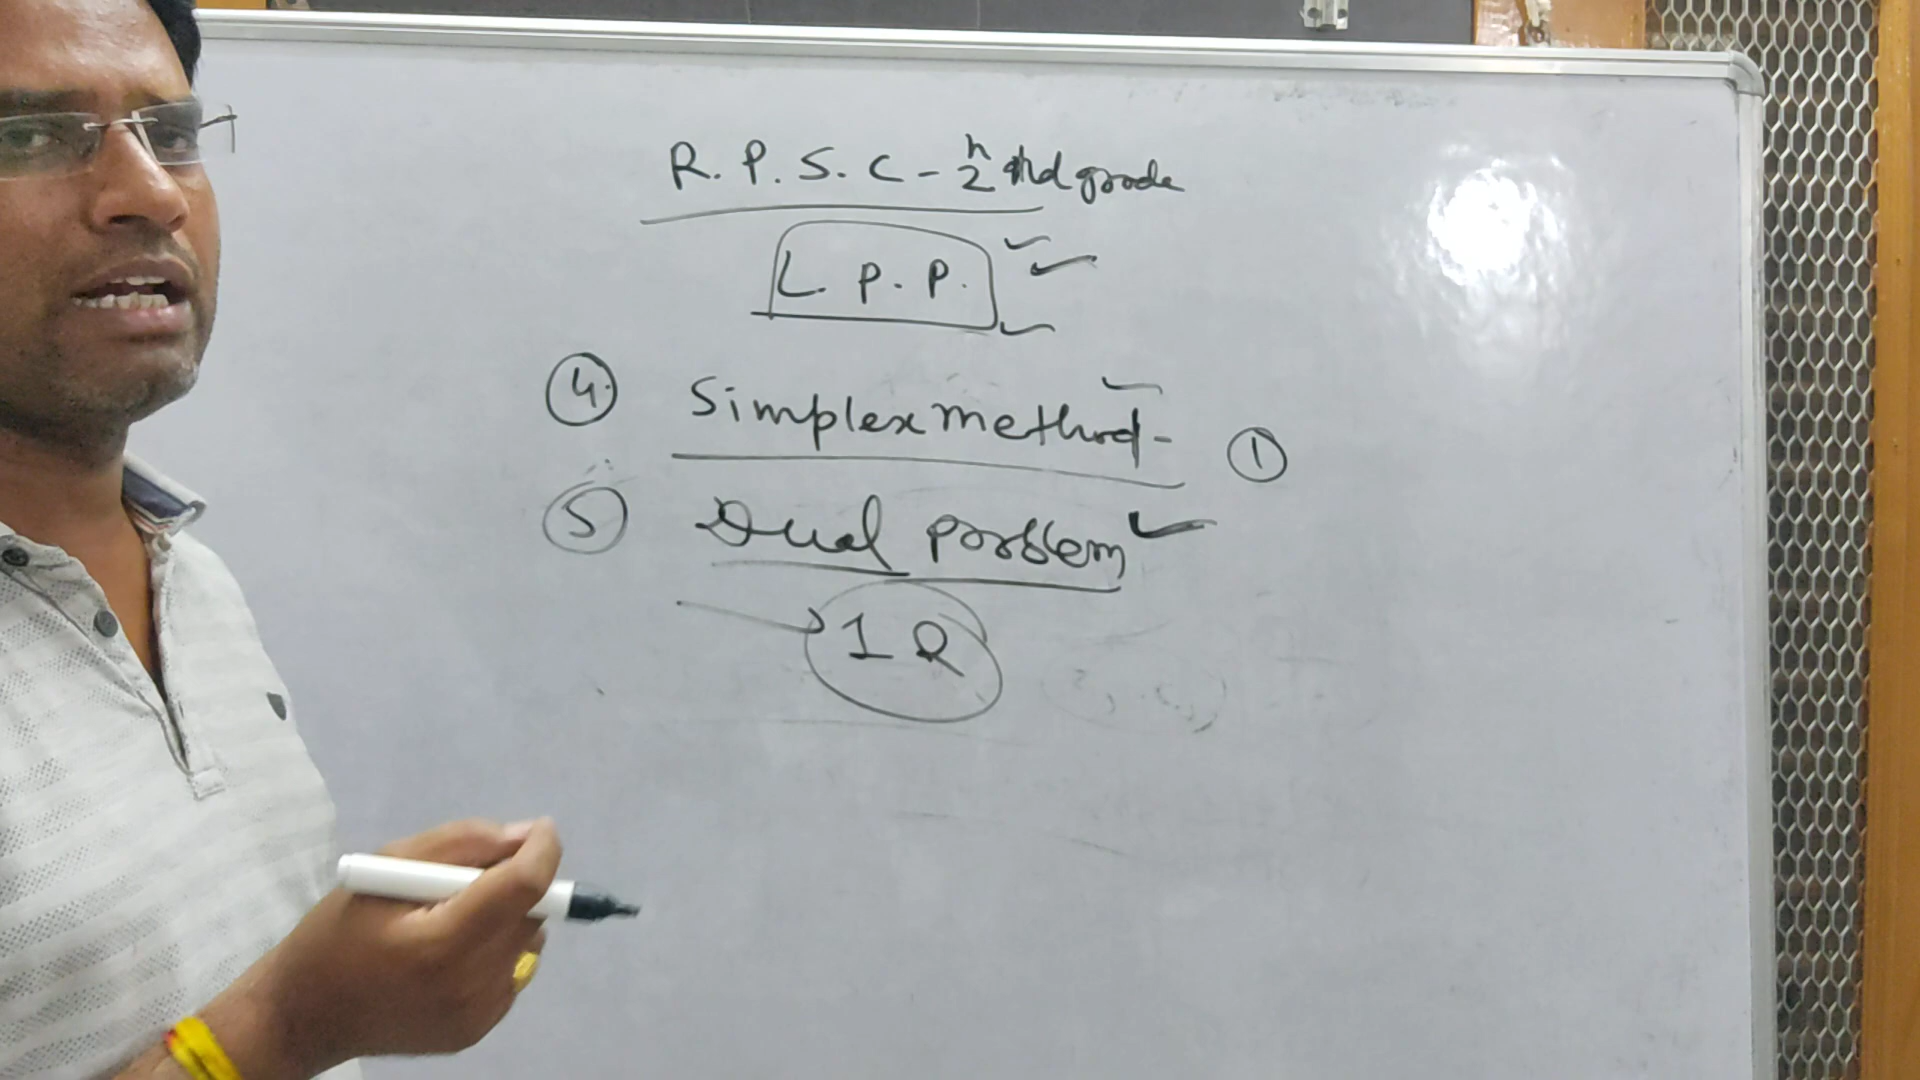 R.P.S.C - 2nd grade
L.P.P.
4. Simplex method - 1
5 Dual problem
1 Q